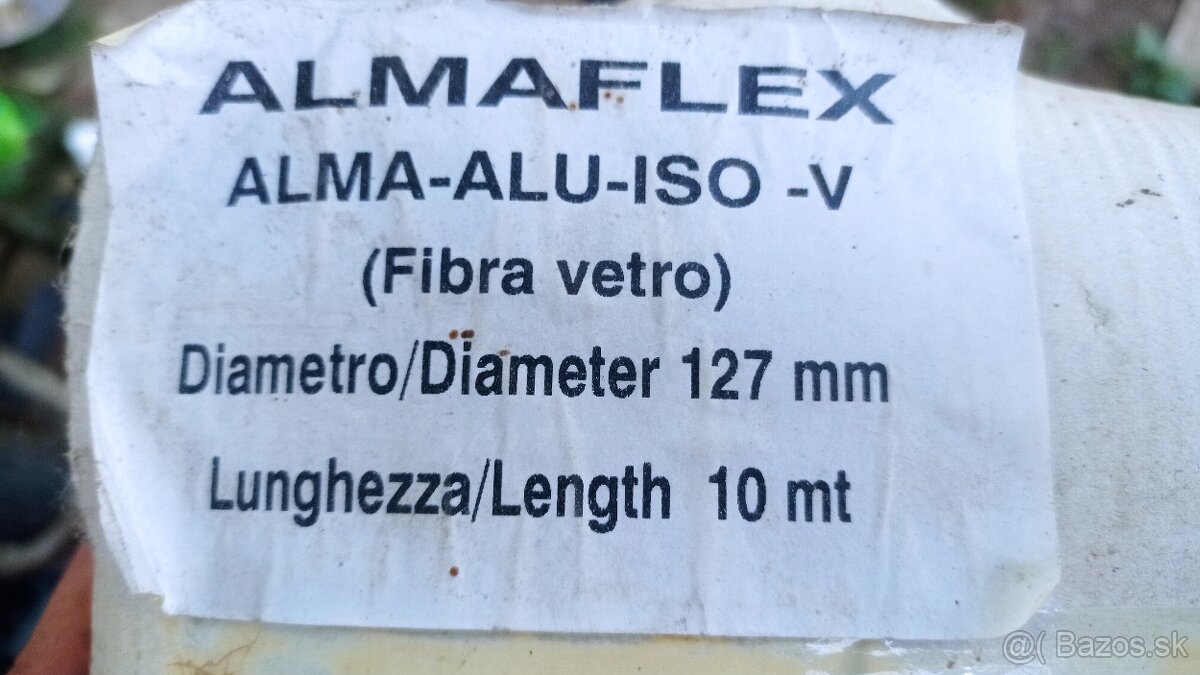 ALMAFLEX
ALMA-ALU-ISO -V
(Fibra vetro)
Diametro/Diameter 127 mm
Lunghezza/Length 10 mt
@( Bazos.sk